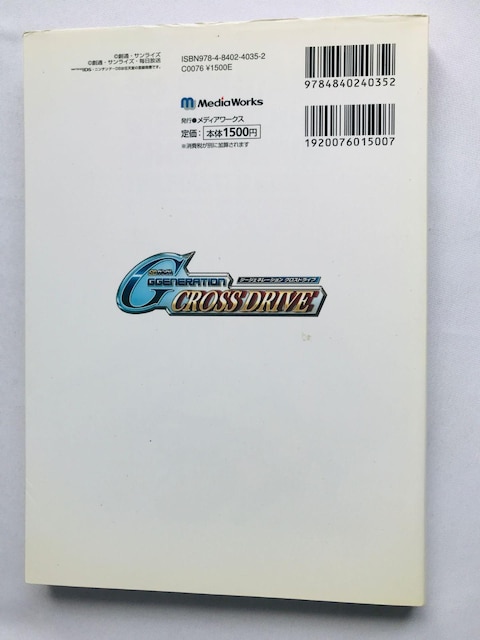 ©創通・サンライズ
©創通・サンライズ・毎日放送
ISBN978-4-8402-4035-2
C0076 ¥1500E
9784840240352
MediaWorks
発行●メディアワークス
定価:本体1500円
※消費税が別に加算されます
1920076015007
GGENERATION
ジージェネレーション クロスドライブ
CROSS DRIVE